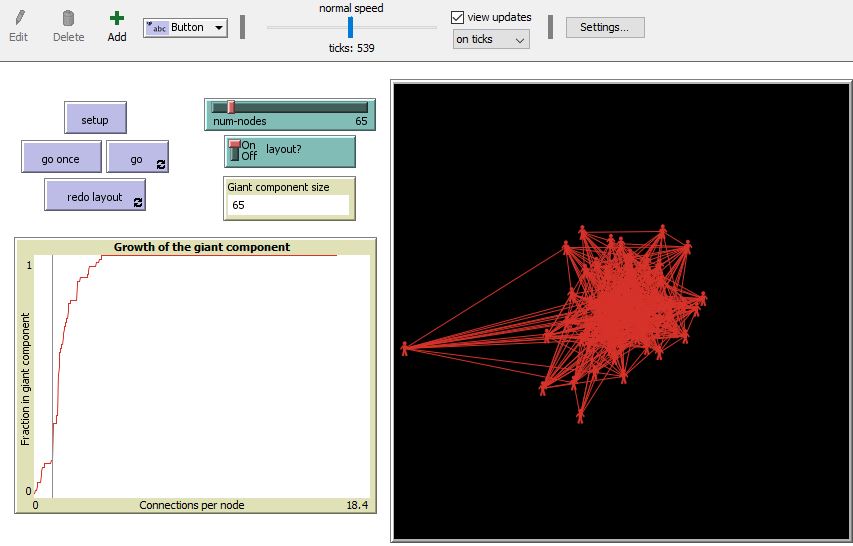 Edit
Delete
Add
abc Button
normal speed
ticks: 539
view updates
on ticks
Settings...
setup
go once
go
redo layout
num-nodes 65
On
Off
layout?
Giant component size
65
Growth of the giant component
1
Fraction in giant component
0
0 Connections per node 18.4